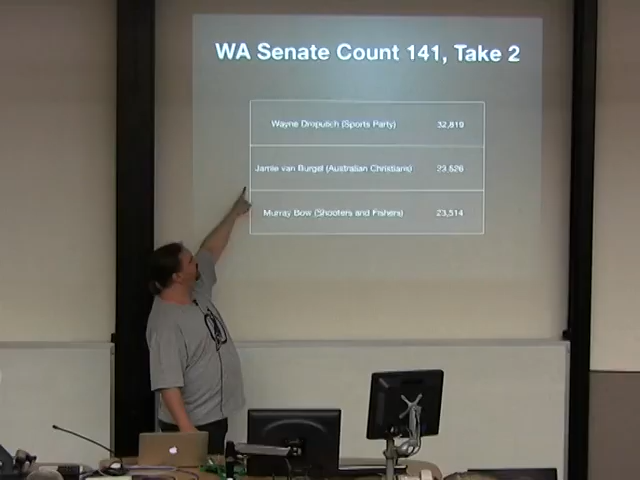 WA Senate Count 141, Take 2
Wayne Dropulich (Sports Party) 32,819
Jamie van Burgel (Australian Christians) 23,526
Murray Bow (Shooters and Fishers) 23,514